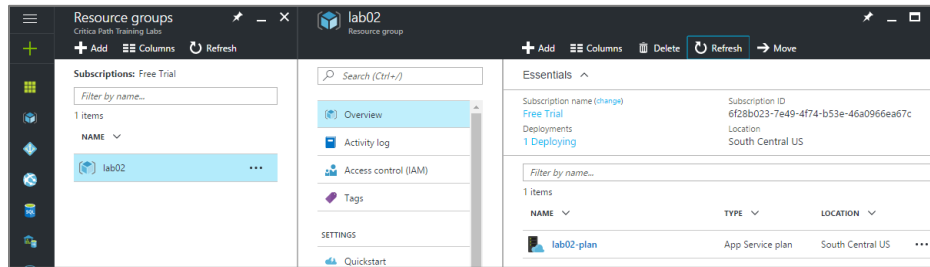 Resource groups
Critica Path Training Labs
Add Columns Refresh
Subscriptions: Free Trial
Filter by name...
1 items
NAME
lab02
lab02
Resource group
Search (Ctrl+/)
Overview
Activity log
Access control (IAM)
Tags
SETTINGS
Quickstart
Add Columns Delete Refresh Move
Essentials
Subscription name (change)
Free Trial
Subscription ID
6f28b023-7e49-4f74-b53e-46a0966ea67c
Deployments
1 Deploying
Location
South Central US
Filter by name...
1 items
NAME TYPE LOCATION
lab02-plan App Service plan South Central US